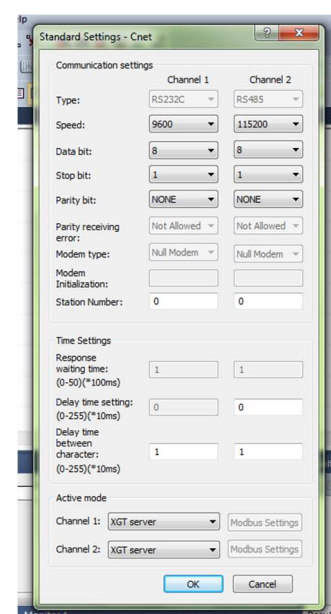 Standard Settings - Cnet
Communication settings
Channel 1 Channel 2
Type: RS232C RS485
Speed: 9600 115200
Data bit: 8 8
Stop bit: 1 1
Parity bit: NONE NONE
Parity receiving
error: Not Allowed Not Allowed
Modem type: Null Modem Null Modem
Modem
Initialization:
Station Number: 0 0
Time Settings
Response
waiting time: 1 1
(0-50)(*100ms)
Delay time setting: 0 0
(0-255)(*10ms)
Delay time
between
character: 1 1
(0-255)(*10ms)
Active mode
Channel 1: XGT server Modbus Settings
Channel 2: XGT server Modbus Settings
OK Cancel